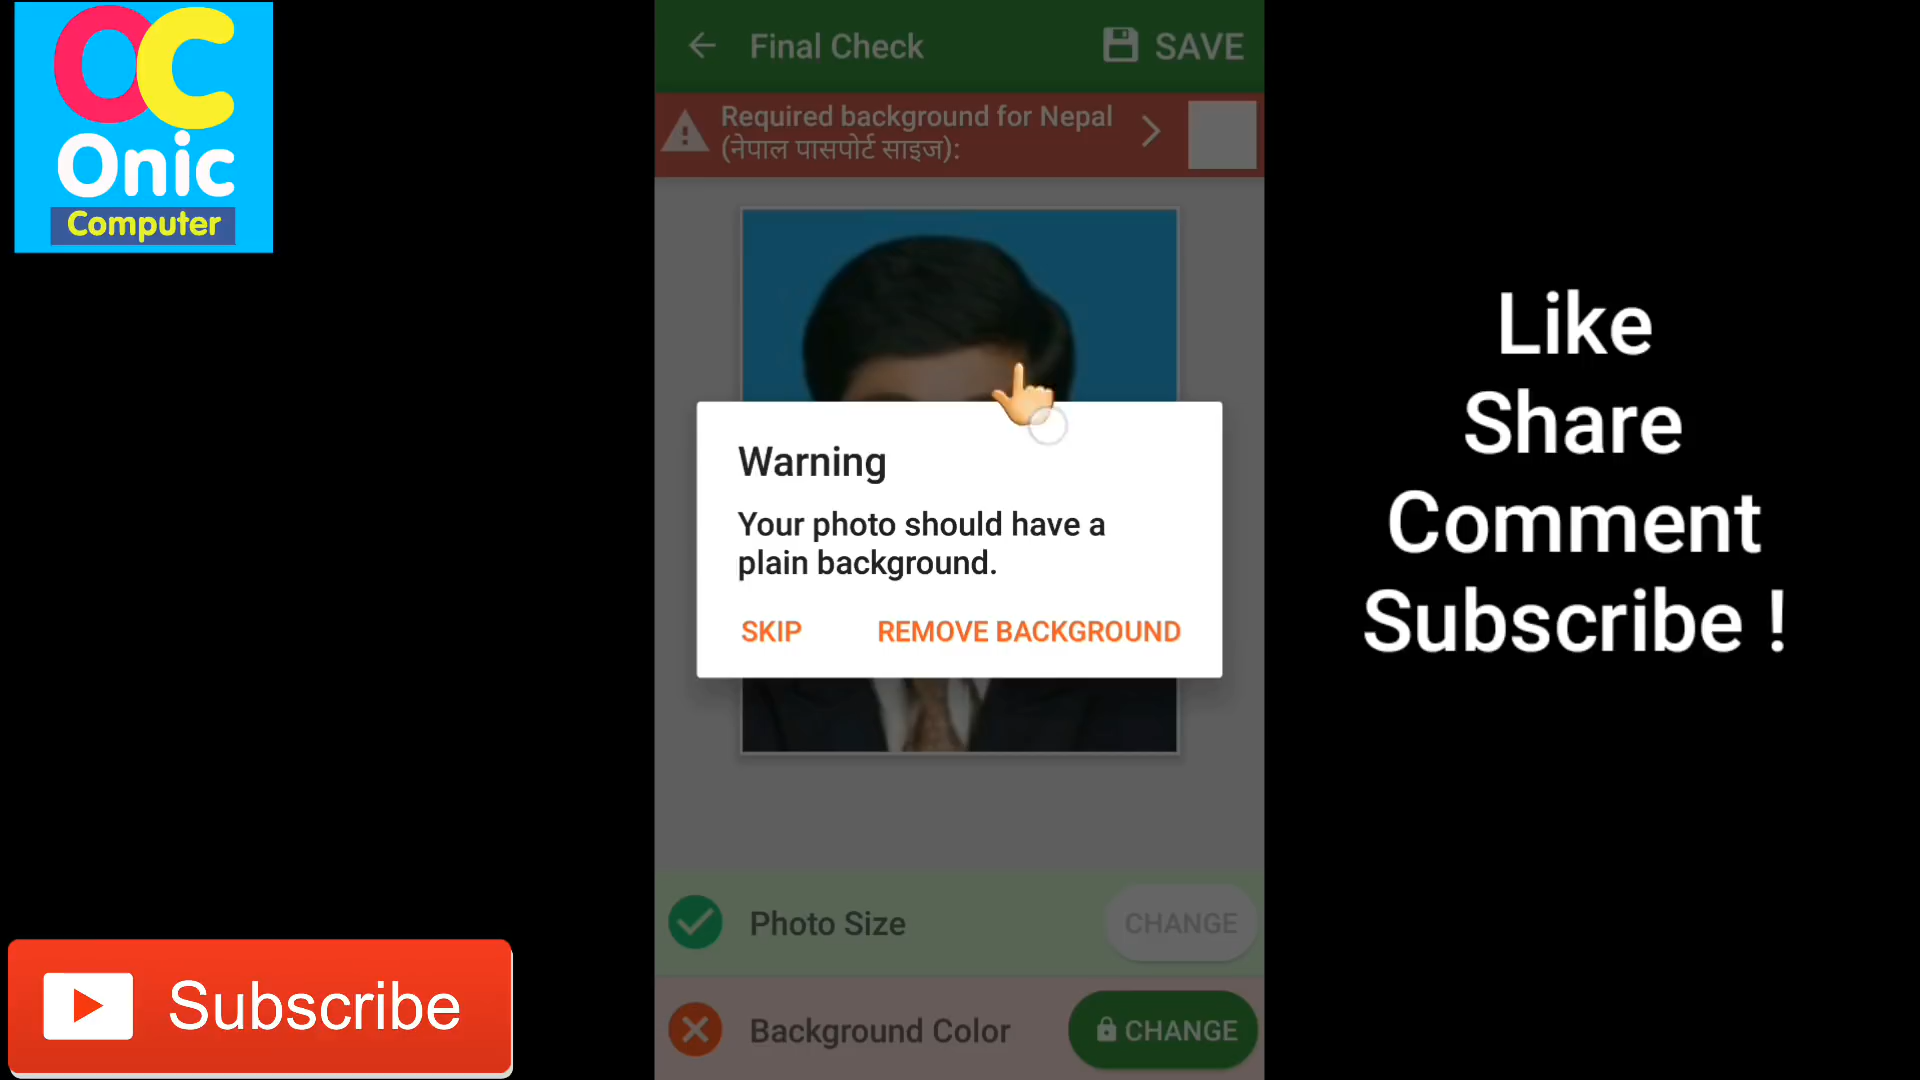 OC
Onic
Computer
Final Check
SAVE
Required background for Nepal
(नेपाल पासपोर्ट साइज):
Warning
Your photo should have a
plain background.
SKIP
REMOVE BACKGROUND
Photo Size
CHANGE
Background Color
CHANGE
Like
Share
Comment
Subscribe !
Subscribe